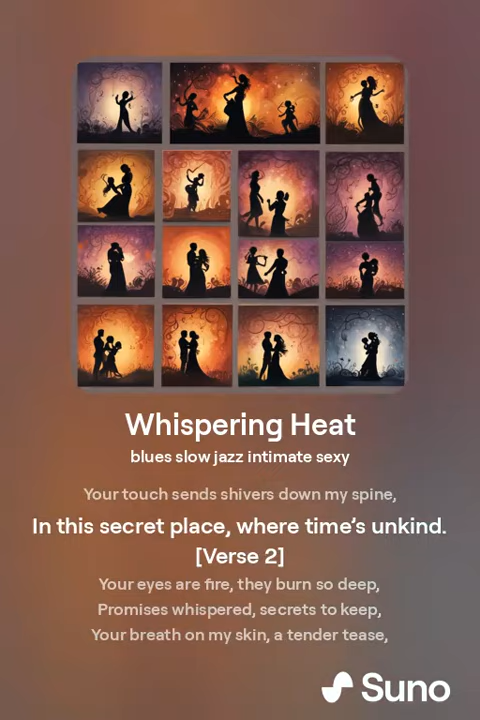 Whispering Heat
blues slow jazz intimate sexy
Your touch sends shivers down my spine,
In this secret place, where time's unkind.
[Verse 2]
Your eyes are fire, they burn so deep,
Promises whispered, secrets to keep,
Your breath on my skin, a tender tease,
Suno